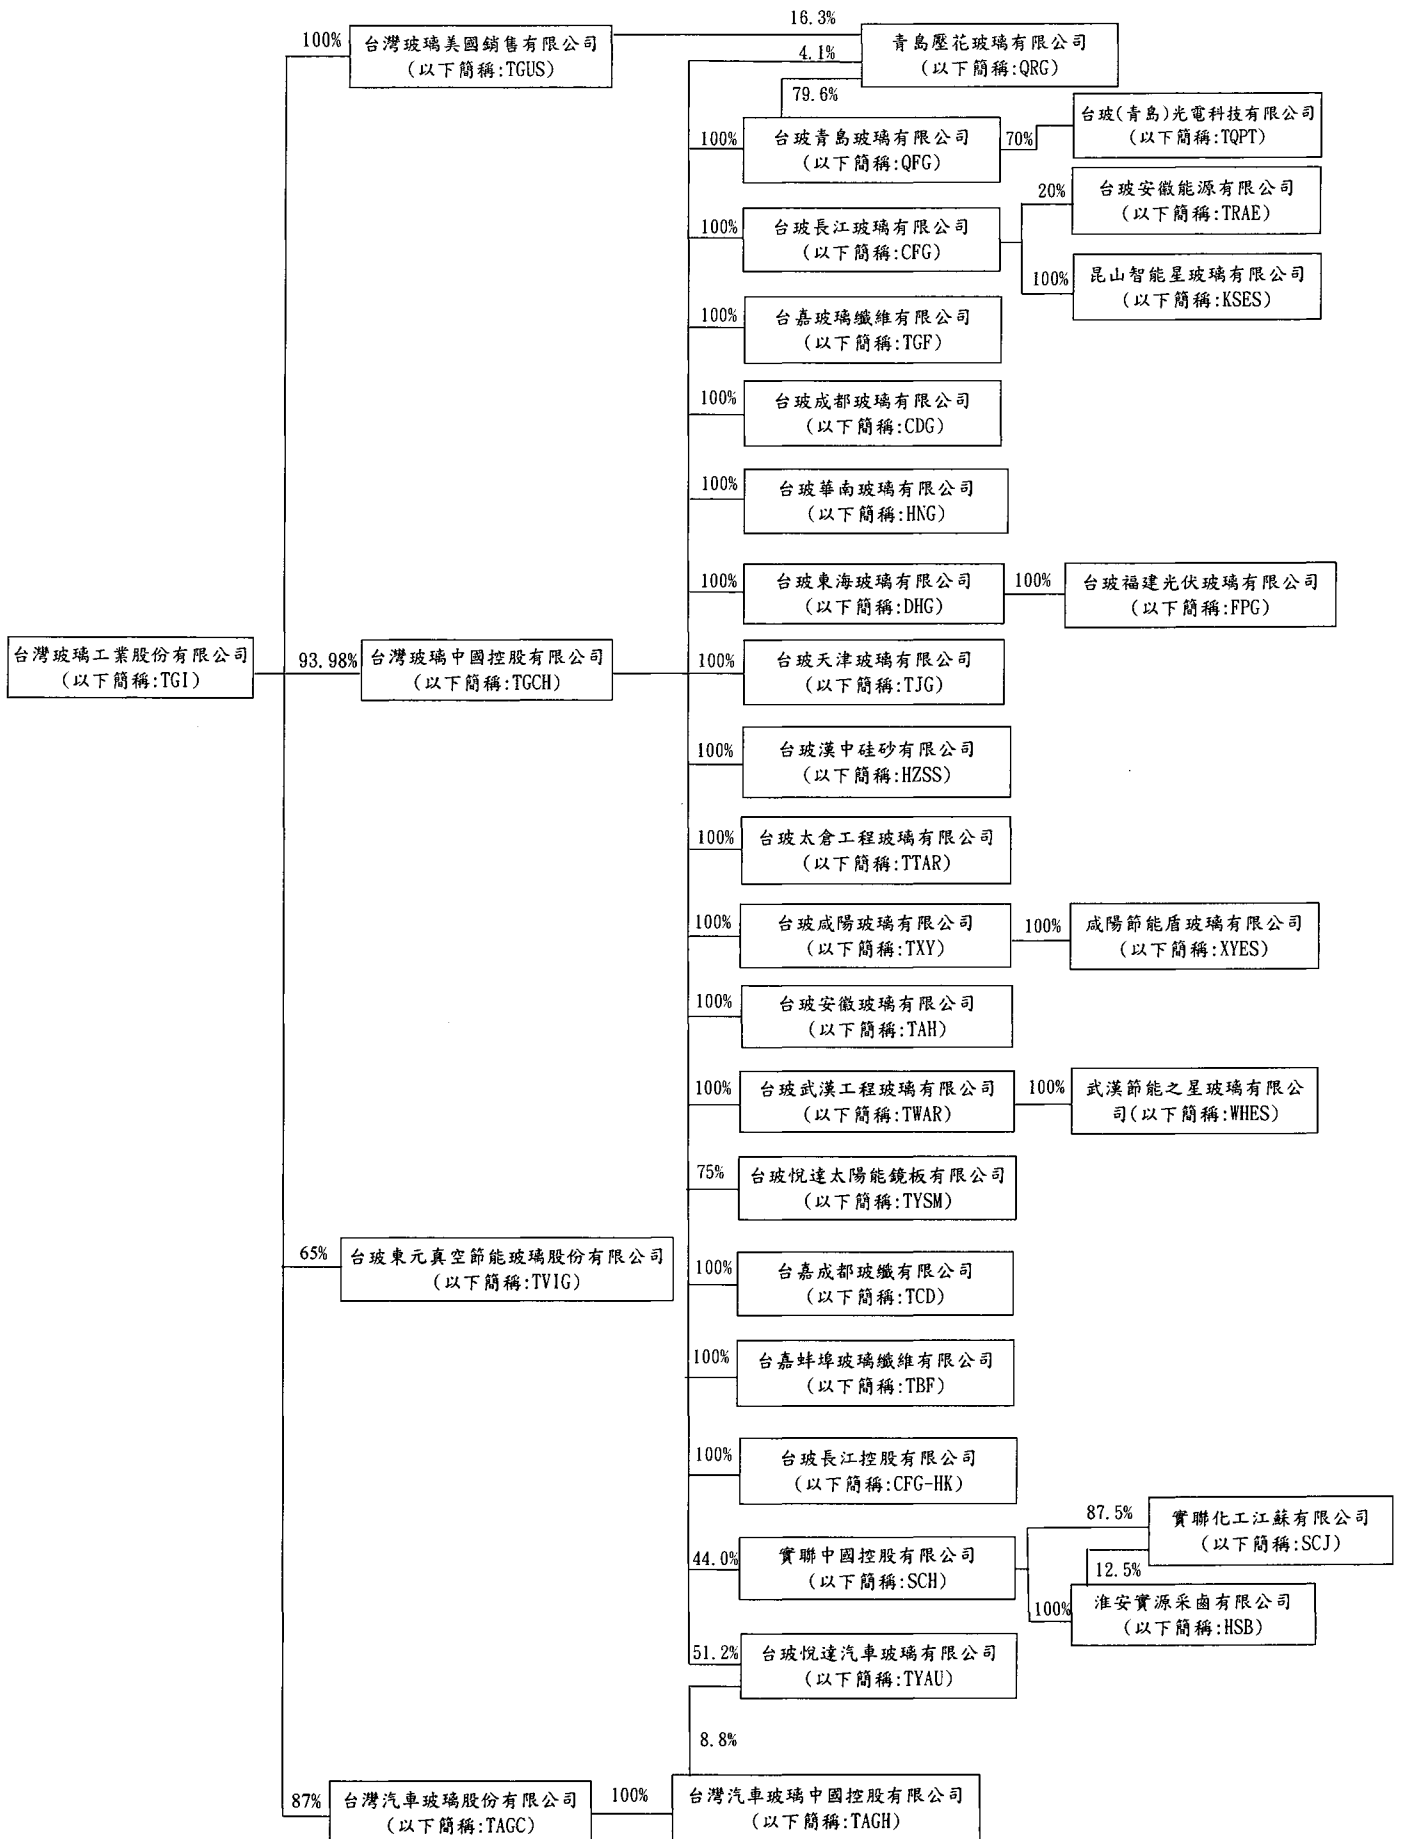 16.3%
100%
台灣玻璃美國銷售有限公司
(以下簡稱:TGUS)
青島壓花玻璃有限公司
(以下簡稱:QRG)
4.1%
79.6%
100%
台玻青島玻璃有限公司
(以下簡稱:QFG)
70%
台玻(青島)光電科技有限公司
(以下簡稱:TQPT)
100%
台玻長江玻璃有限公司
(以下簡稱:CFG)
20%
台玻安徽能源有限公司
(以下簡稱:TRAE)
100%
昆山智能星玻璃有限公司
(以下簡稱:KSES)
100%
台嘉玻璃纖維有限公司
(以下簡稱:TGF)
100%
台玻成都玻璃有限公司
(以下簡稱:CDG)
100%
台玻華南玻璃有限公司
(以下簡稱:HNG)
100%
台玻東海玻璃有限公司
(以下簡稱:DHG)
100%
台玻福建光伏玻璃有限公司
(以下簡稱:FPG)
台灣玻璃工業股份有限公司
(以下簡稱:TGI)
93.98%
台灣玻璃中國控股有限公司
(以下簡稱:TGCH)
100%
台玻天津玻璃有限公司
(以下簡稱:TJG)
100%
台玻漢中硅砂有限公司
(以下簡稱:HZSS)
100%
台玻太倉工程玻璃有限公司
(以下簡稱:TTAR)
100%
台玻咸陽玻璃有限公司
(以下簡稱:TXY)
100%
咸陽節能盾玻璃有限公司
(以下簡稱:XYES)
100%
台玻安徽玻璃有限公司
(以下簡稱:TAH)
100%
台玻武漢工程玻璃有限公司
(以下簡稱:TWAR)
100%
武漢節能之星玻璃有限公
司(以下簡稱:WHES)
75%
台玻悅達太陽能鏡板有限公司
(以下簡稱:TYSM)
65%
台玻東元真空節能玻璃股份有限公司
(以下簡稱:TVIG)
100%
台嘉成都玻纖有限公司
(以下簡稱:TCD)
100%
台嘉蚌埠玻璃纖維有限公司
(以下簡稱:TBF)
100%
台玻長江控股有限公司
(以下簡稱:CFG-HK)
44.0%
實聯中國控股有限公司
(以下簡稱:SCH)
87.5%
實聯化工江蘇有限公司
(以下簡稱:SCJ)
12.5%
100%
淮安實源采鹵有限公司
(以下簡稱:HSB)
51.2%
台玻悅達汽車玻璃有限公司
(以下簡稱:TYAU)
8.8%
87%
台灣汽車玻璃股份有限公司
(以下簡稱:TAGC)
100%
台灣汽車玻璃中國控股有限公司
(以下簡稱:TAGH)